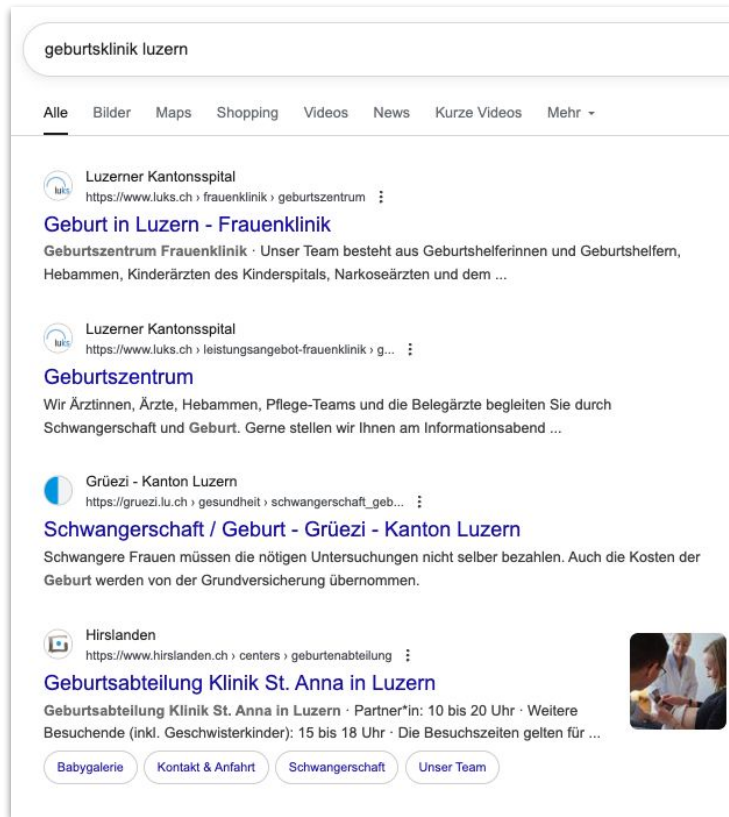 geburtsklinik luzern
Alle Bilder Maps Shopping Videos News Kurze Videos Mehr
Luzerner Kantonsspital
luks
https://www.luks.ch › frauenklinik › geburtszentrum
Geburt in Luzern - Frauenklinik
Geburtszentrum Frauenklinik · Unser Team besteht aus Geburtshelferinnen und Geburtshelfern,
Hebammen, Kinderärzten des Kinderspitals, Narkoseärzten und dem ...
Luzerner Kantonsspital
luks
https://www.luks.ch › leistungsangebot-frauenklinik › g...
Geburtszentrum
Wir Ärztinnen, Ärzte, Hebammen, Pflege-Teams und die Belegärzte begleiten Sie durch
Schwangerschaft und Geburt. Gerne stellen wir Ihnen am Informationsabend ...
Grüezi - Kanton Luzern
https://gruezi.lu.ch › gesundheit › schwangerschaft_geb...
Schwangerschaft / Geburt - Grüezi - Kanton Luzern
Schwangere Frauen müssen die nötigen Untersuchungen nicht selber bezahlen. Auch die Kosten der
Geburt werden von der Grundversicherung übernommen.
Hirslanden
https://www.hirslanden.ch › centers › geburtenabteilung
Geburtsabteilung Klinik St. Anna in Luzern
Geburtsabteilung Klinik St. Anna in Luzern · Partner*in: 10 bis 20 Uhr · Weitere
Besuchende (inkl. Geschwisterkinder): 15 bis 18 Uhr · Die Besuchszeiten gelten für ...
Babygalerie Kontakt & Anfahrt Schwangerschaft Unser Team